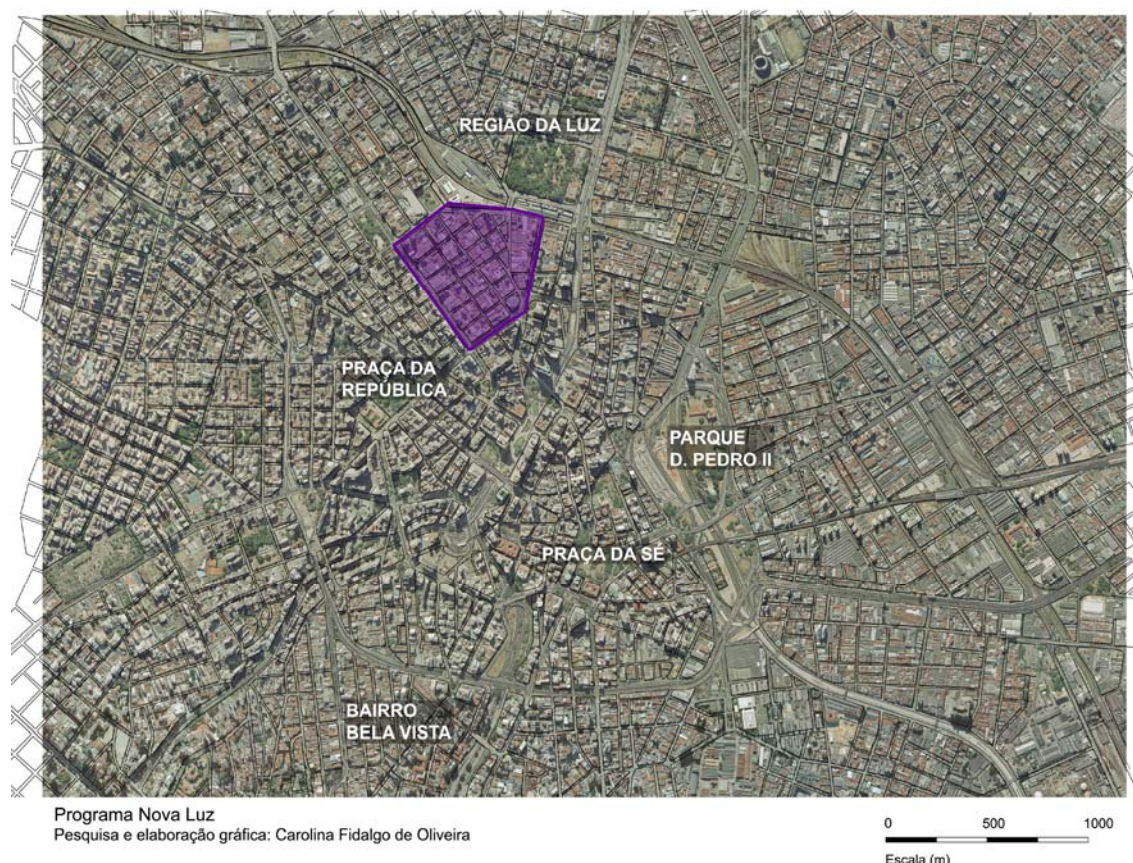 REGIÃO DA LUZ
PRAÇA DA
REPÚBLICA
PARQUE
D. PEDRO II
PRAÇA DA SÉ
BAIRRO
BELA VISTA
Programa Nova Luz
Pesquisa e elaboração gráfica: Carolina Fidalgo de Oliveira
0 500 1000
Escala (m)